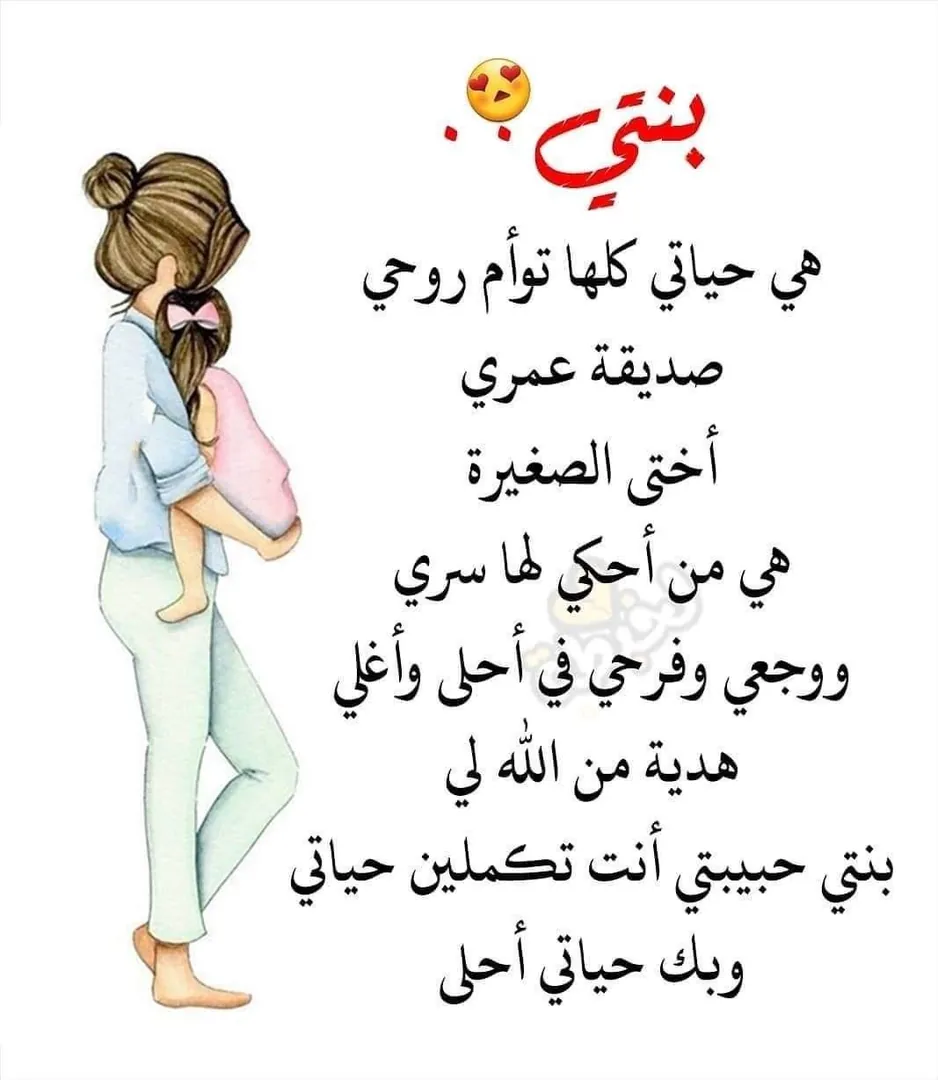 بنتي..
هي حياتي كلها توأم روحي
صديقة عمري
أختى الصغيرة
هي من أحكي لها سري
ووجعي وفرحي في أحلى وأغلي
هدية من الله لي
بنتي حبيبتي أنت تكملين حياتي
وبك حياتي أحلى